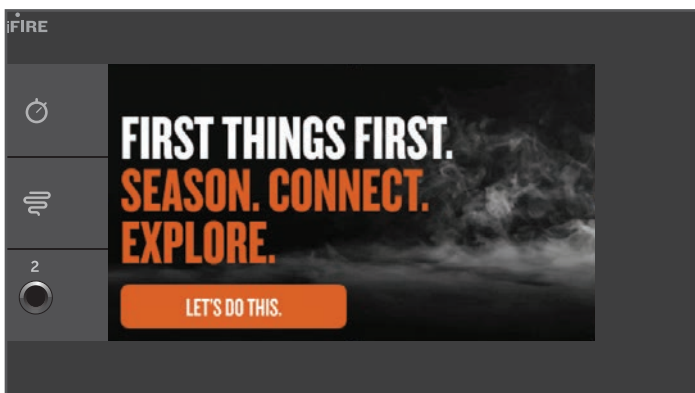 iFIRE
FIRST THINGS FIRST.
SEASON. CONNECT.
EXPLORE.
LET'S DO THIS.
2